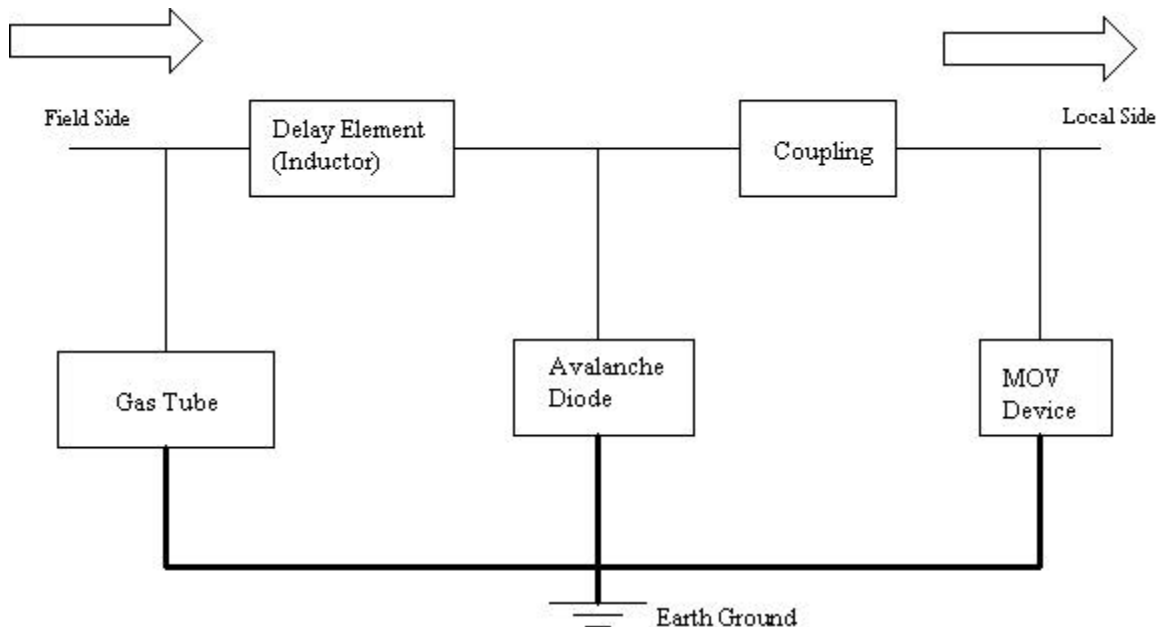 Field Side
Delay Element
(Inductor)
Coupling
Local Side
Gas Tube
Avalanche
Diode
MOV
Device
Earth Ground